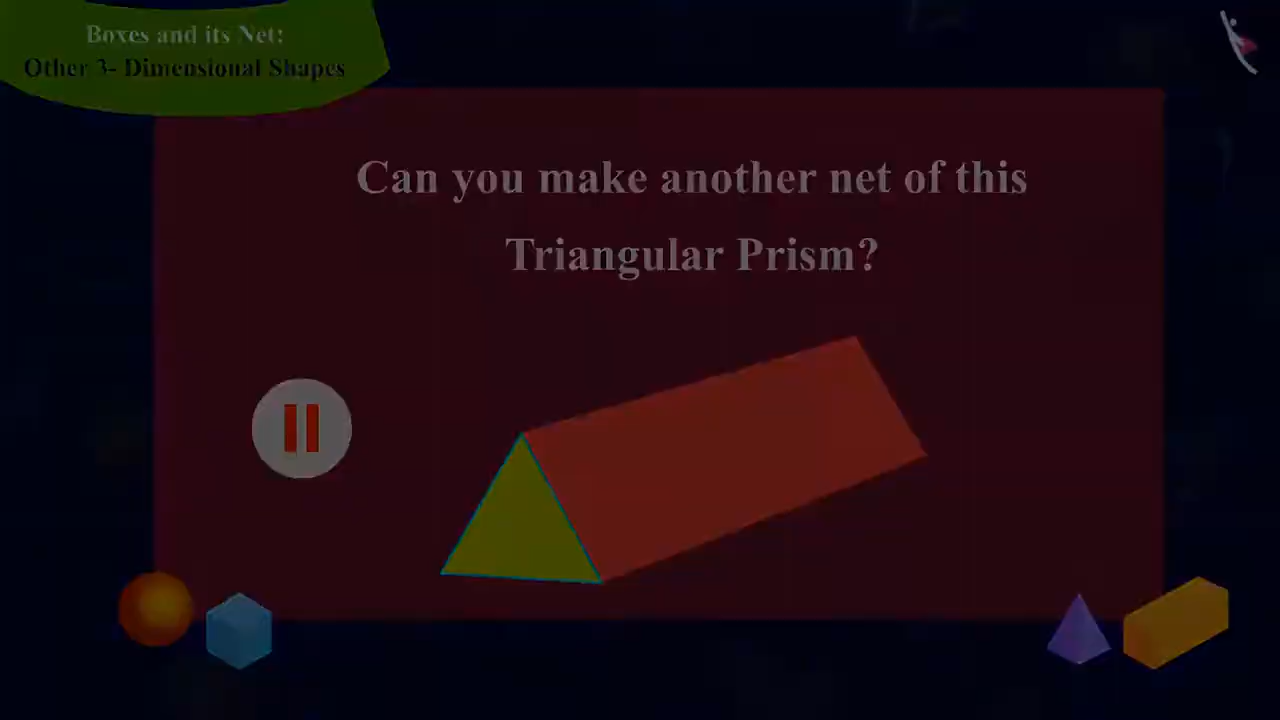 Boxes and its Net:
Other 3- Dimensional Shapes
Can you make another net of this
Triangular Prism?